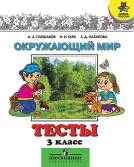 А. А. ПЛЕШАКОВ Н. Н. ГАРА З. Д. НАЗАРОВА
ОКРУЖАЮЩИЙ МИР
ТЕСТЫ
3 класс